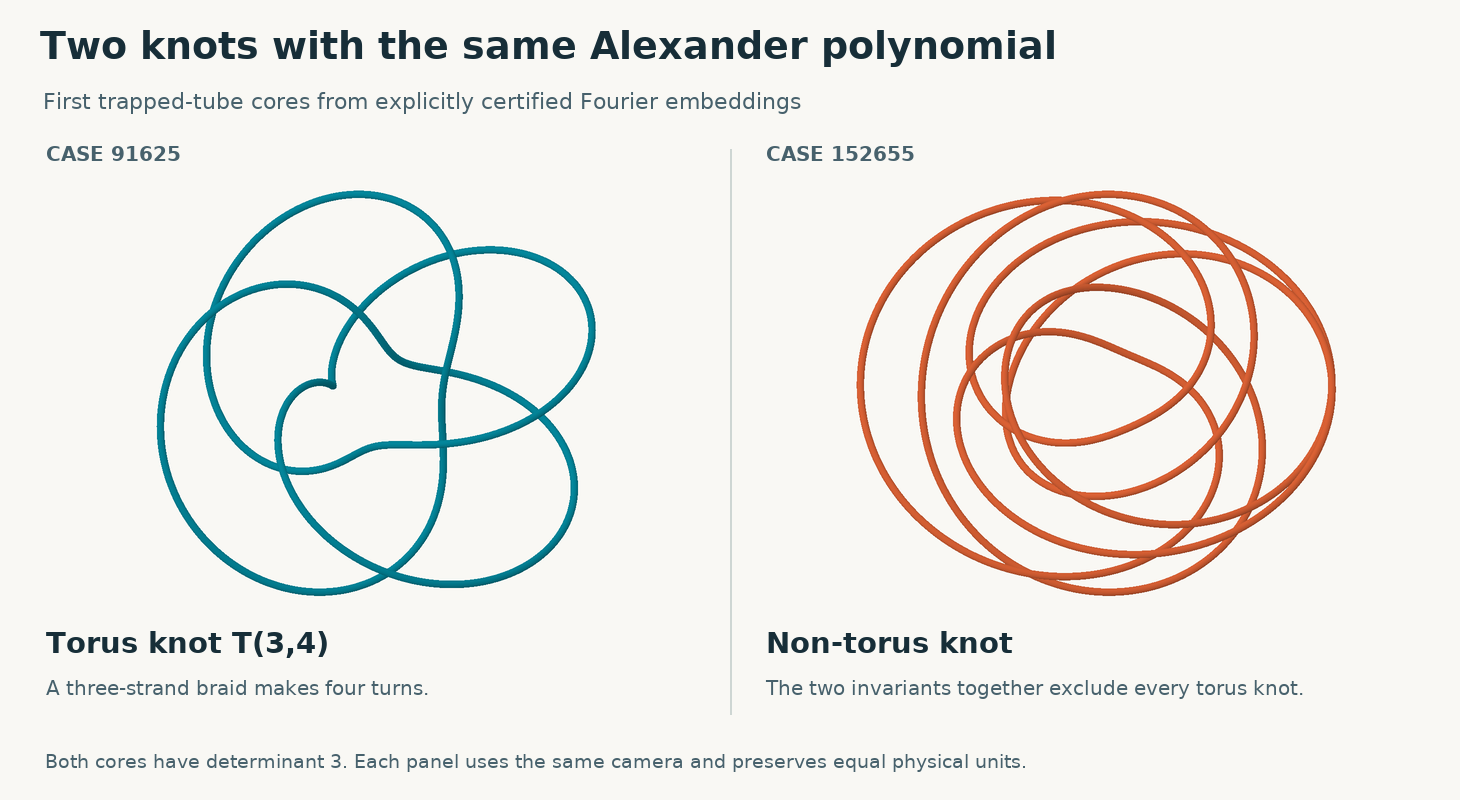 Two knots with the same Alexander polynomial
First trapped-tube cores from explicitly certified Fourier embeddings
CASE 91625
CASE 152655
Torus knot T(3,4)
Non-torus knot
A three-strand braid makes four turns.
The two invariants together exclude every torus knot.
Both cores have determinant 3. Each panel uses the same camera and preserves equal physical units.